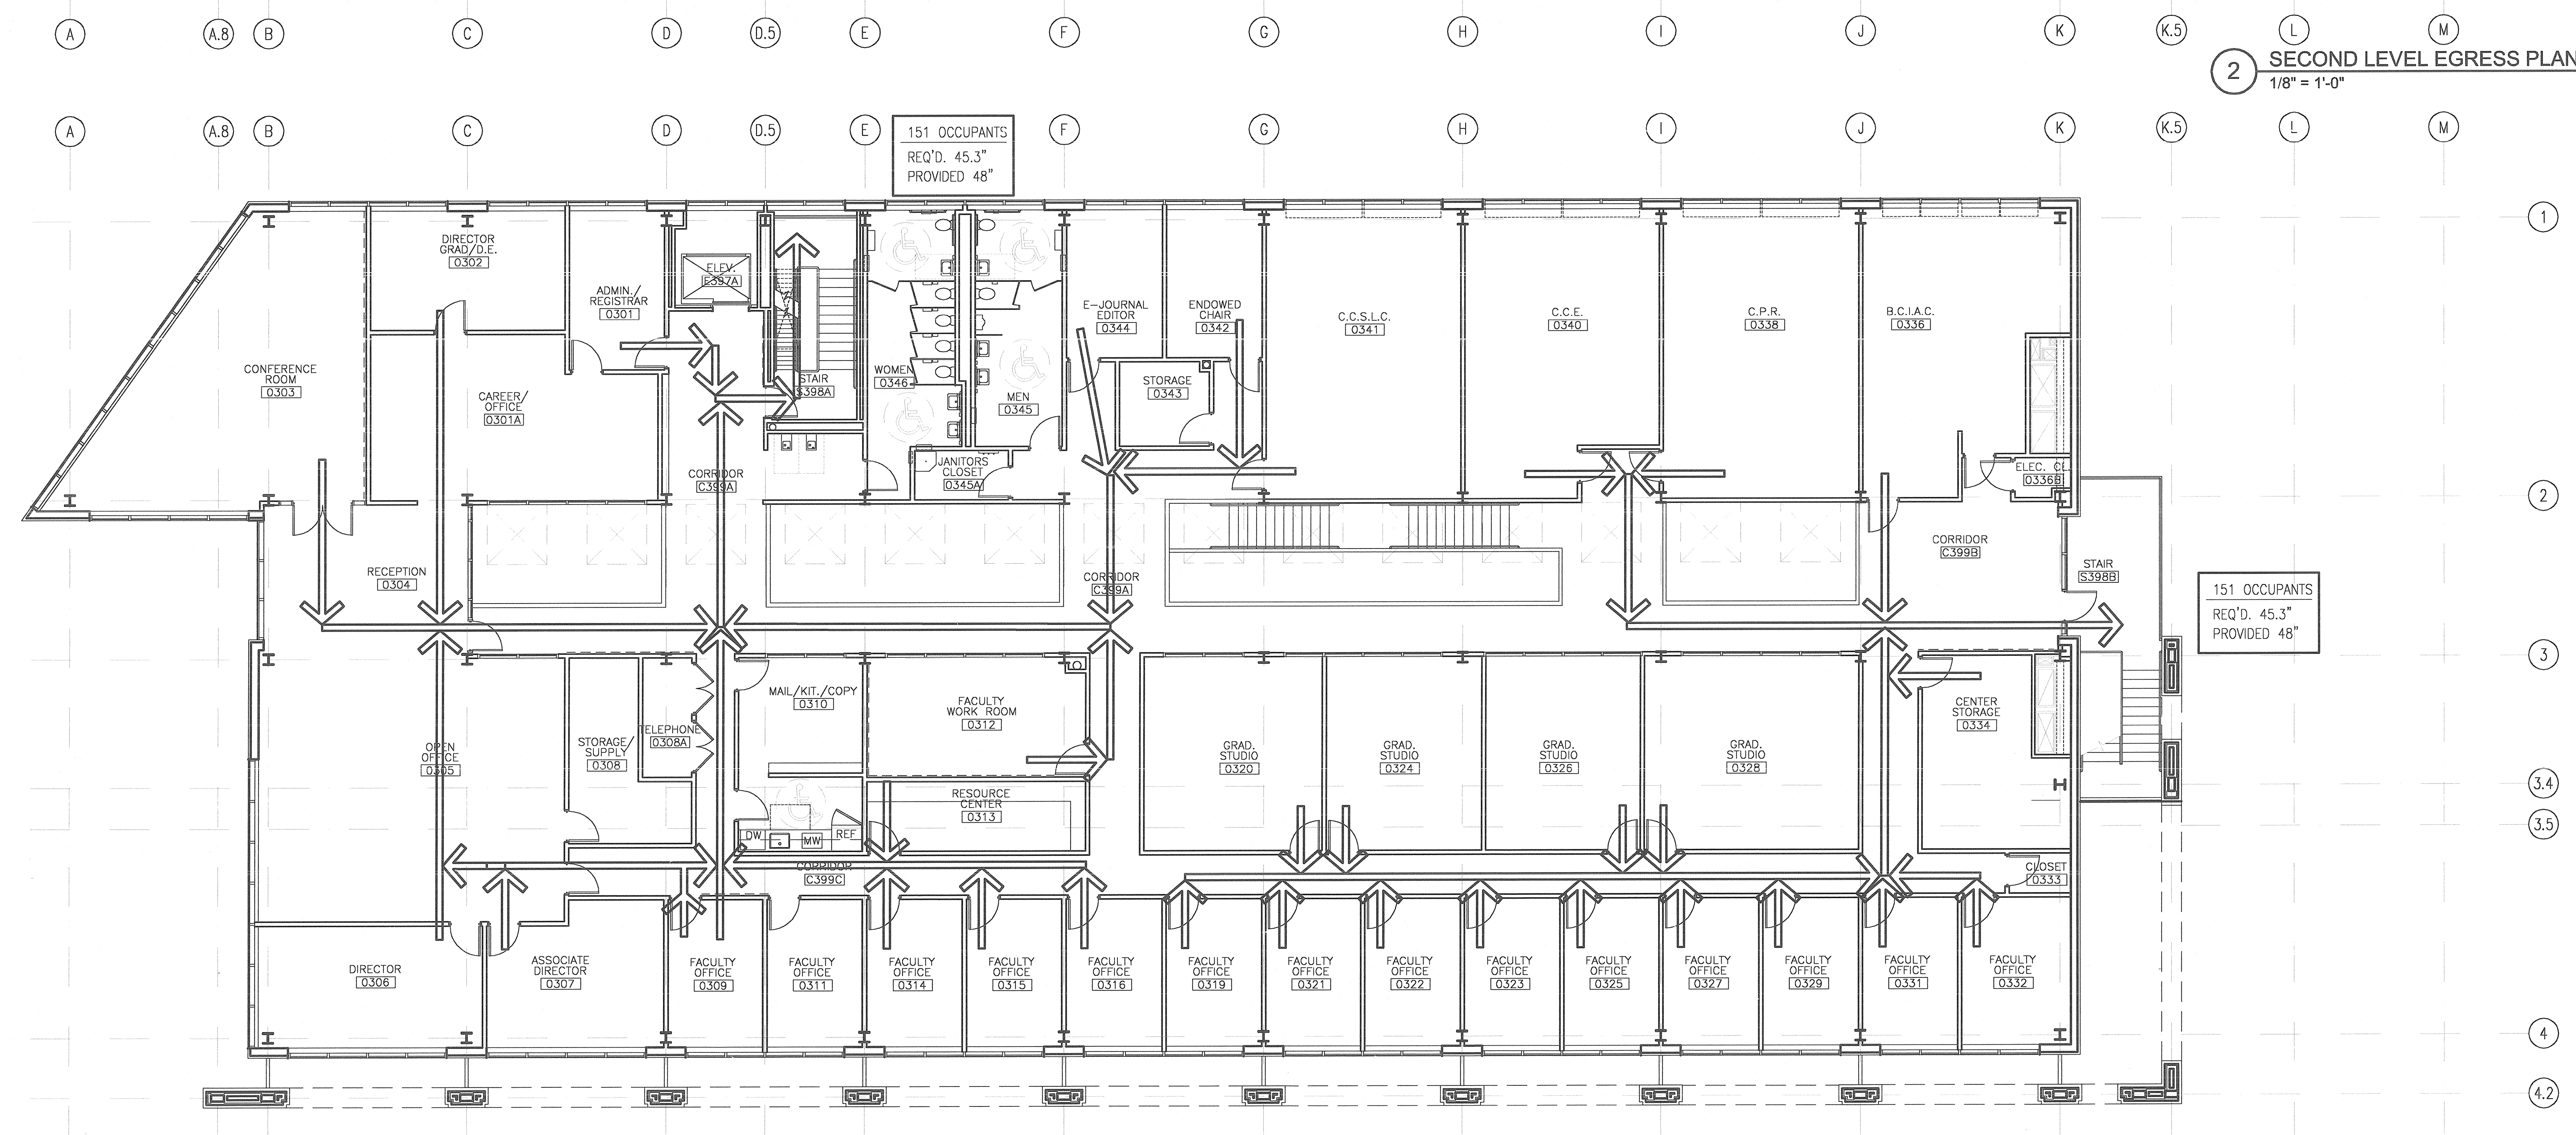 A A.8 B C D D.5 E F G H I J K K.5 L M
2 SECOND LEVEL EGRESS PLAN
1/8" = 1'-0"
A A.8 B C D D.5 E F G H I J K K.5 L M
151 OCCUPANTS
REQ'D. 45.3"
PROVIDED 48"
1
DIRECTOR
GRAD/D.E.
0302
ADMIN./
REGISTRAR
0301
ELEV.
E397A
E-JOURNAL
EDITOR
0344
ENDOWED
CHAIR
0342
C.C.S.L.C.
0341
C.C.E.
0340
C.P.R.
0338
B.C.I.A.C.
0336
CONFERENCE
ROOM
0303
CAREER/
OFFICE
0301A
STAIR
S398A
WOMEN
0346
MEN
0345
STORAGE
0343
CORRIDOR
C399A
JANITORS
CLOSET
0345A
ELEC. CL.
0336B
2
RECEPTION
0304
CORRIDOR
C399A
CORRIDOR
C399B
STAIR
S398B
151 OCCUPANTS
REQ'D. 45.3"
PROVIDED 48"
3
OPEN
OFFICE
0305
STORAGE/
SUPPLY
0308
TELEPHONE
0308A
MAIL/KIT./COPY
0310
FACULTY
WORK ROOM
0312
GRAD.
STUDIO
0320
GRAD.
STUDIO
0324
GRAD.
STUDIO
0326
GRAD.
STUDIO
0328
CENTER
STORAGE
0334
3.4
RESOURCE
CENTER
0313
3.5
DW MW REF
CORRIDOR
C399C
CLOSET
0333
DIRECTOR
0306
ASSOCIATE
DIRECTOR
0307
FACULTY
OFFICE
0309
FACULTY
OFFICE
0311
FACULTY
OFFICE
0314
FACULTY
OFFICE
0315
FACULTY
OFFICE
0316
FACULTY
OFFICE
0319
FACULTY
OFFICE
0321
FACULTY
OFFICE
0322
FACULTY
OFFICE
0323
FACULTY
OFFICE
0325
FACULTY
OFFICE
0327
FACULTY
OFFICE
0329
FACULTY
OFFICE
0331
FACULTY
OFFICE
0332
4
4.2